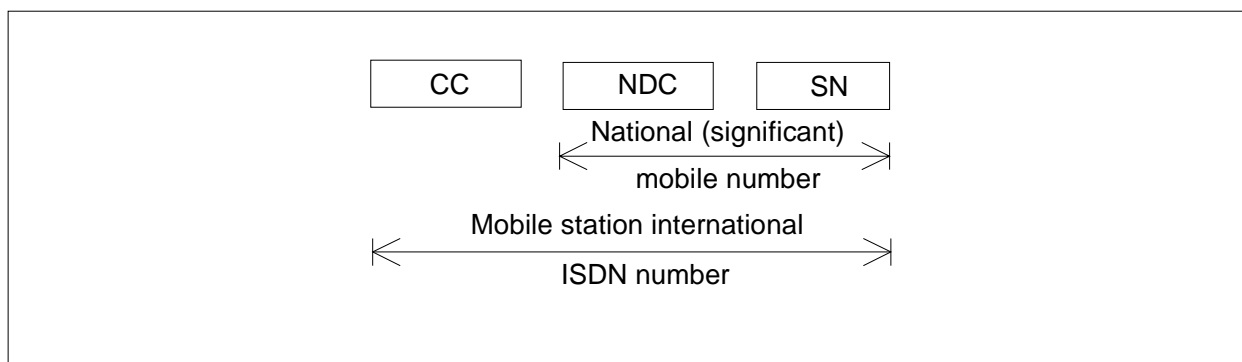 CC NDC SN
National (significant)
mobile number
Mobile station international
ISDN number